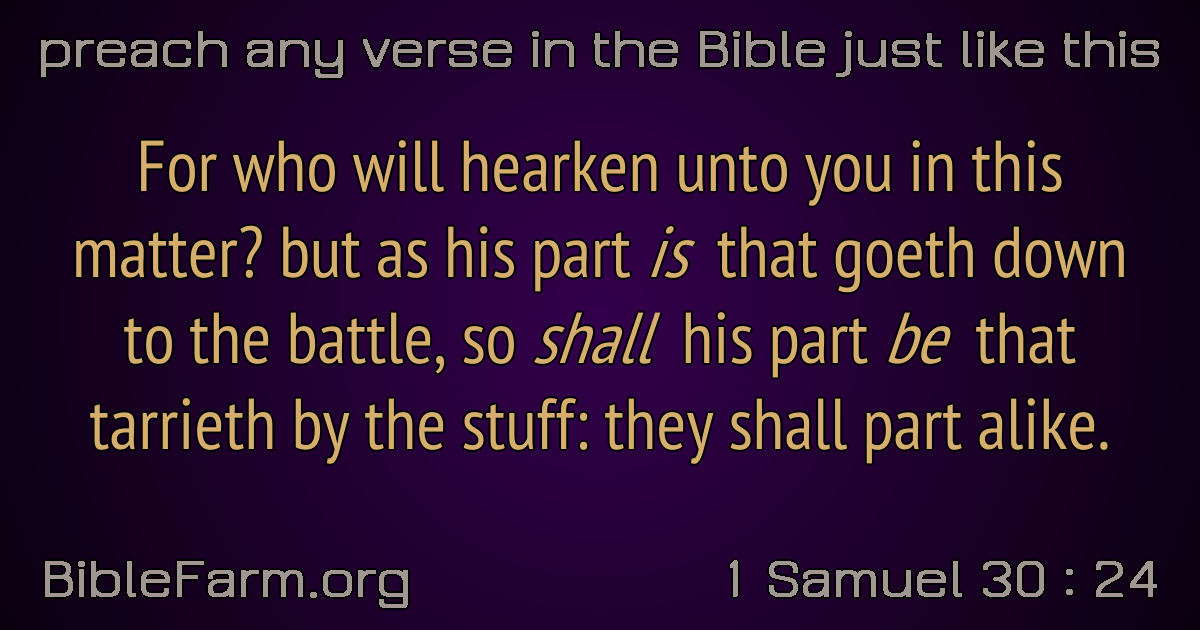 preach any verse in the Bible just like this
For who will hearken unto you in this
matter? but as his part is that goeth down
to the battle, so shall his part be that
tarrieth by the stuff: they shall part alike.
BibleFarm.org
1 Samuel 30 : 24